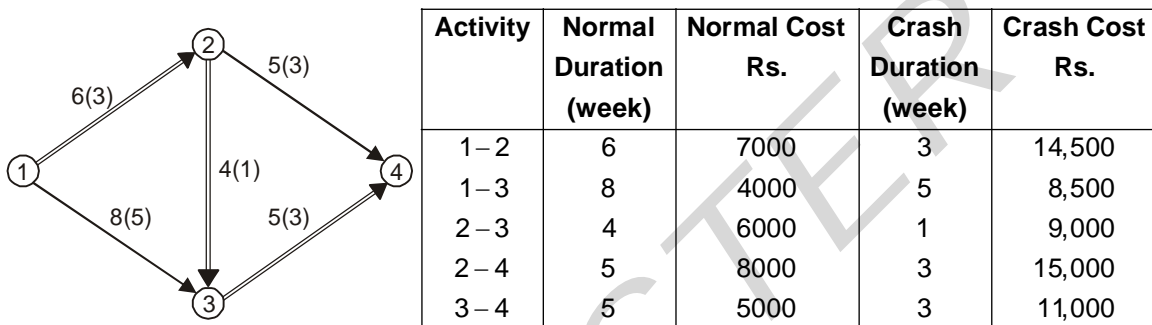 1
2
3
4
6(3)
5(3)
4(1)
8(5)
5(3)
Activity Normal Duration (week) Normal Cost Rs. Crash Duration (week) Crash Cost Rs.
1–2 6 7000 3 14,500
1–3 8 4000 5 8,500
2–3 4 6000 1 9,000
2–4 5 8000 3 15,000
3–4 5 5000 3 11,000